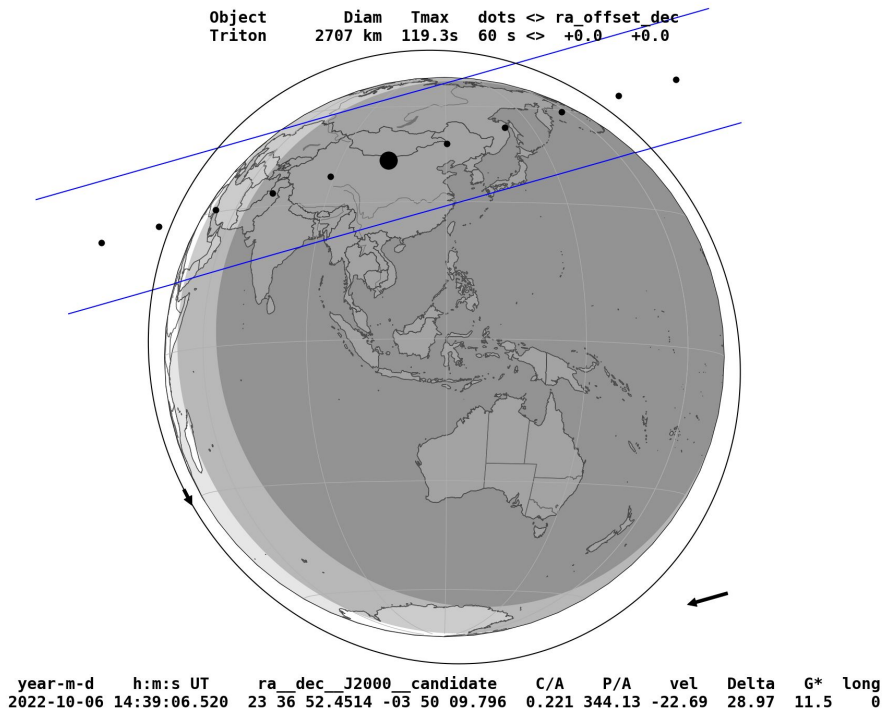 Object Diam Tmax dots <> ra_offset_dec
Triton 2707 km 119.3s 60 s <> +0.0 +0.0
year-m-d h:m:s UT ra__dec__J2000__candidate C/A P/A vel Delta G* long
2022-10-06 14:39:06.520 23 36 52.4514 -03 50 09.796 0.221 344.13 -22.69 28.97 11.5 0